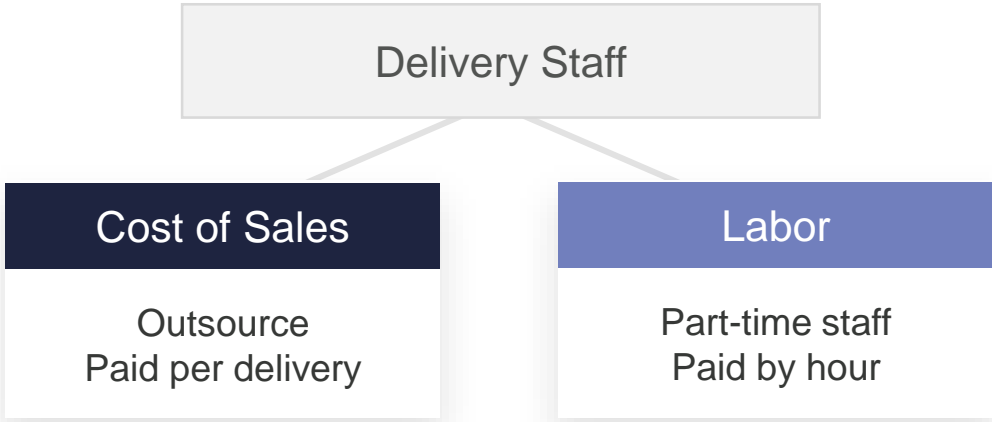 Delivery Staff
Cost of Sales
Outsource
Paid per delivery
Labor
Part-time staff
Paid by hour